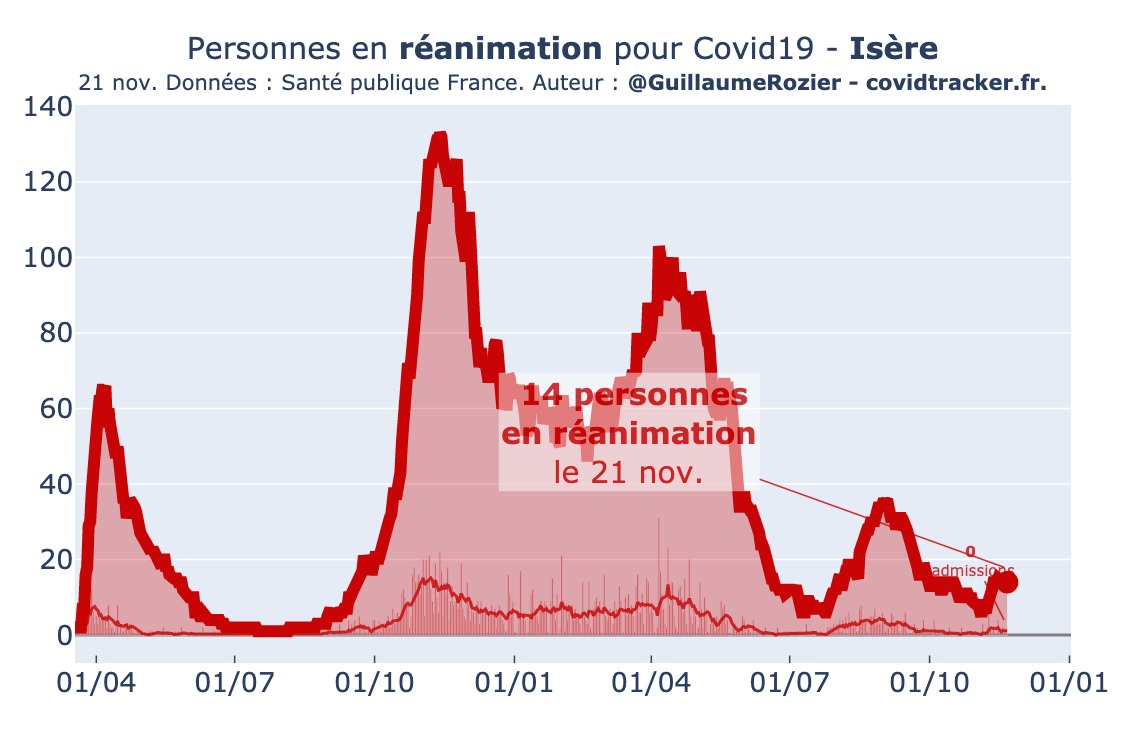 Personnes en réanimation pour Covid19 - Isère
21 nov. Données : Santé publique France. Auteur : @GuillaumeRozier - covidtracker.fr.
140
120
100
80
60
40
20
0
14 personnes
en réanimation
le 21 nov.
0
admissions
01/04
01/07
01/10
01/01
01/04
01/07
01/10
01/01